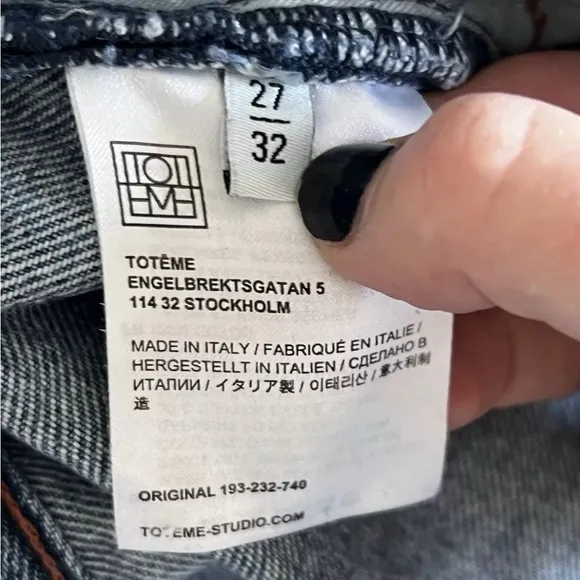 27
32
TOTÊME
TOTÊME
ENGELBREKTSGATAN 5
114 32 STOCKHOLM
MADE IN ITALY / FABRIQUÉ EN ITALIE /
HERGESTELLT IN ITALIEN / СДЕЛАНО В
ИТАЛИИ / イタリア製 / 이태리산 / 意大利制
造
ORIGINAL 193-232-740
TOTEME-STUDIO.COM